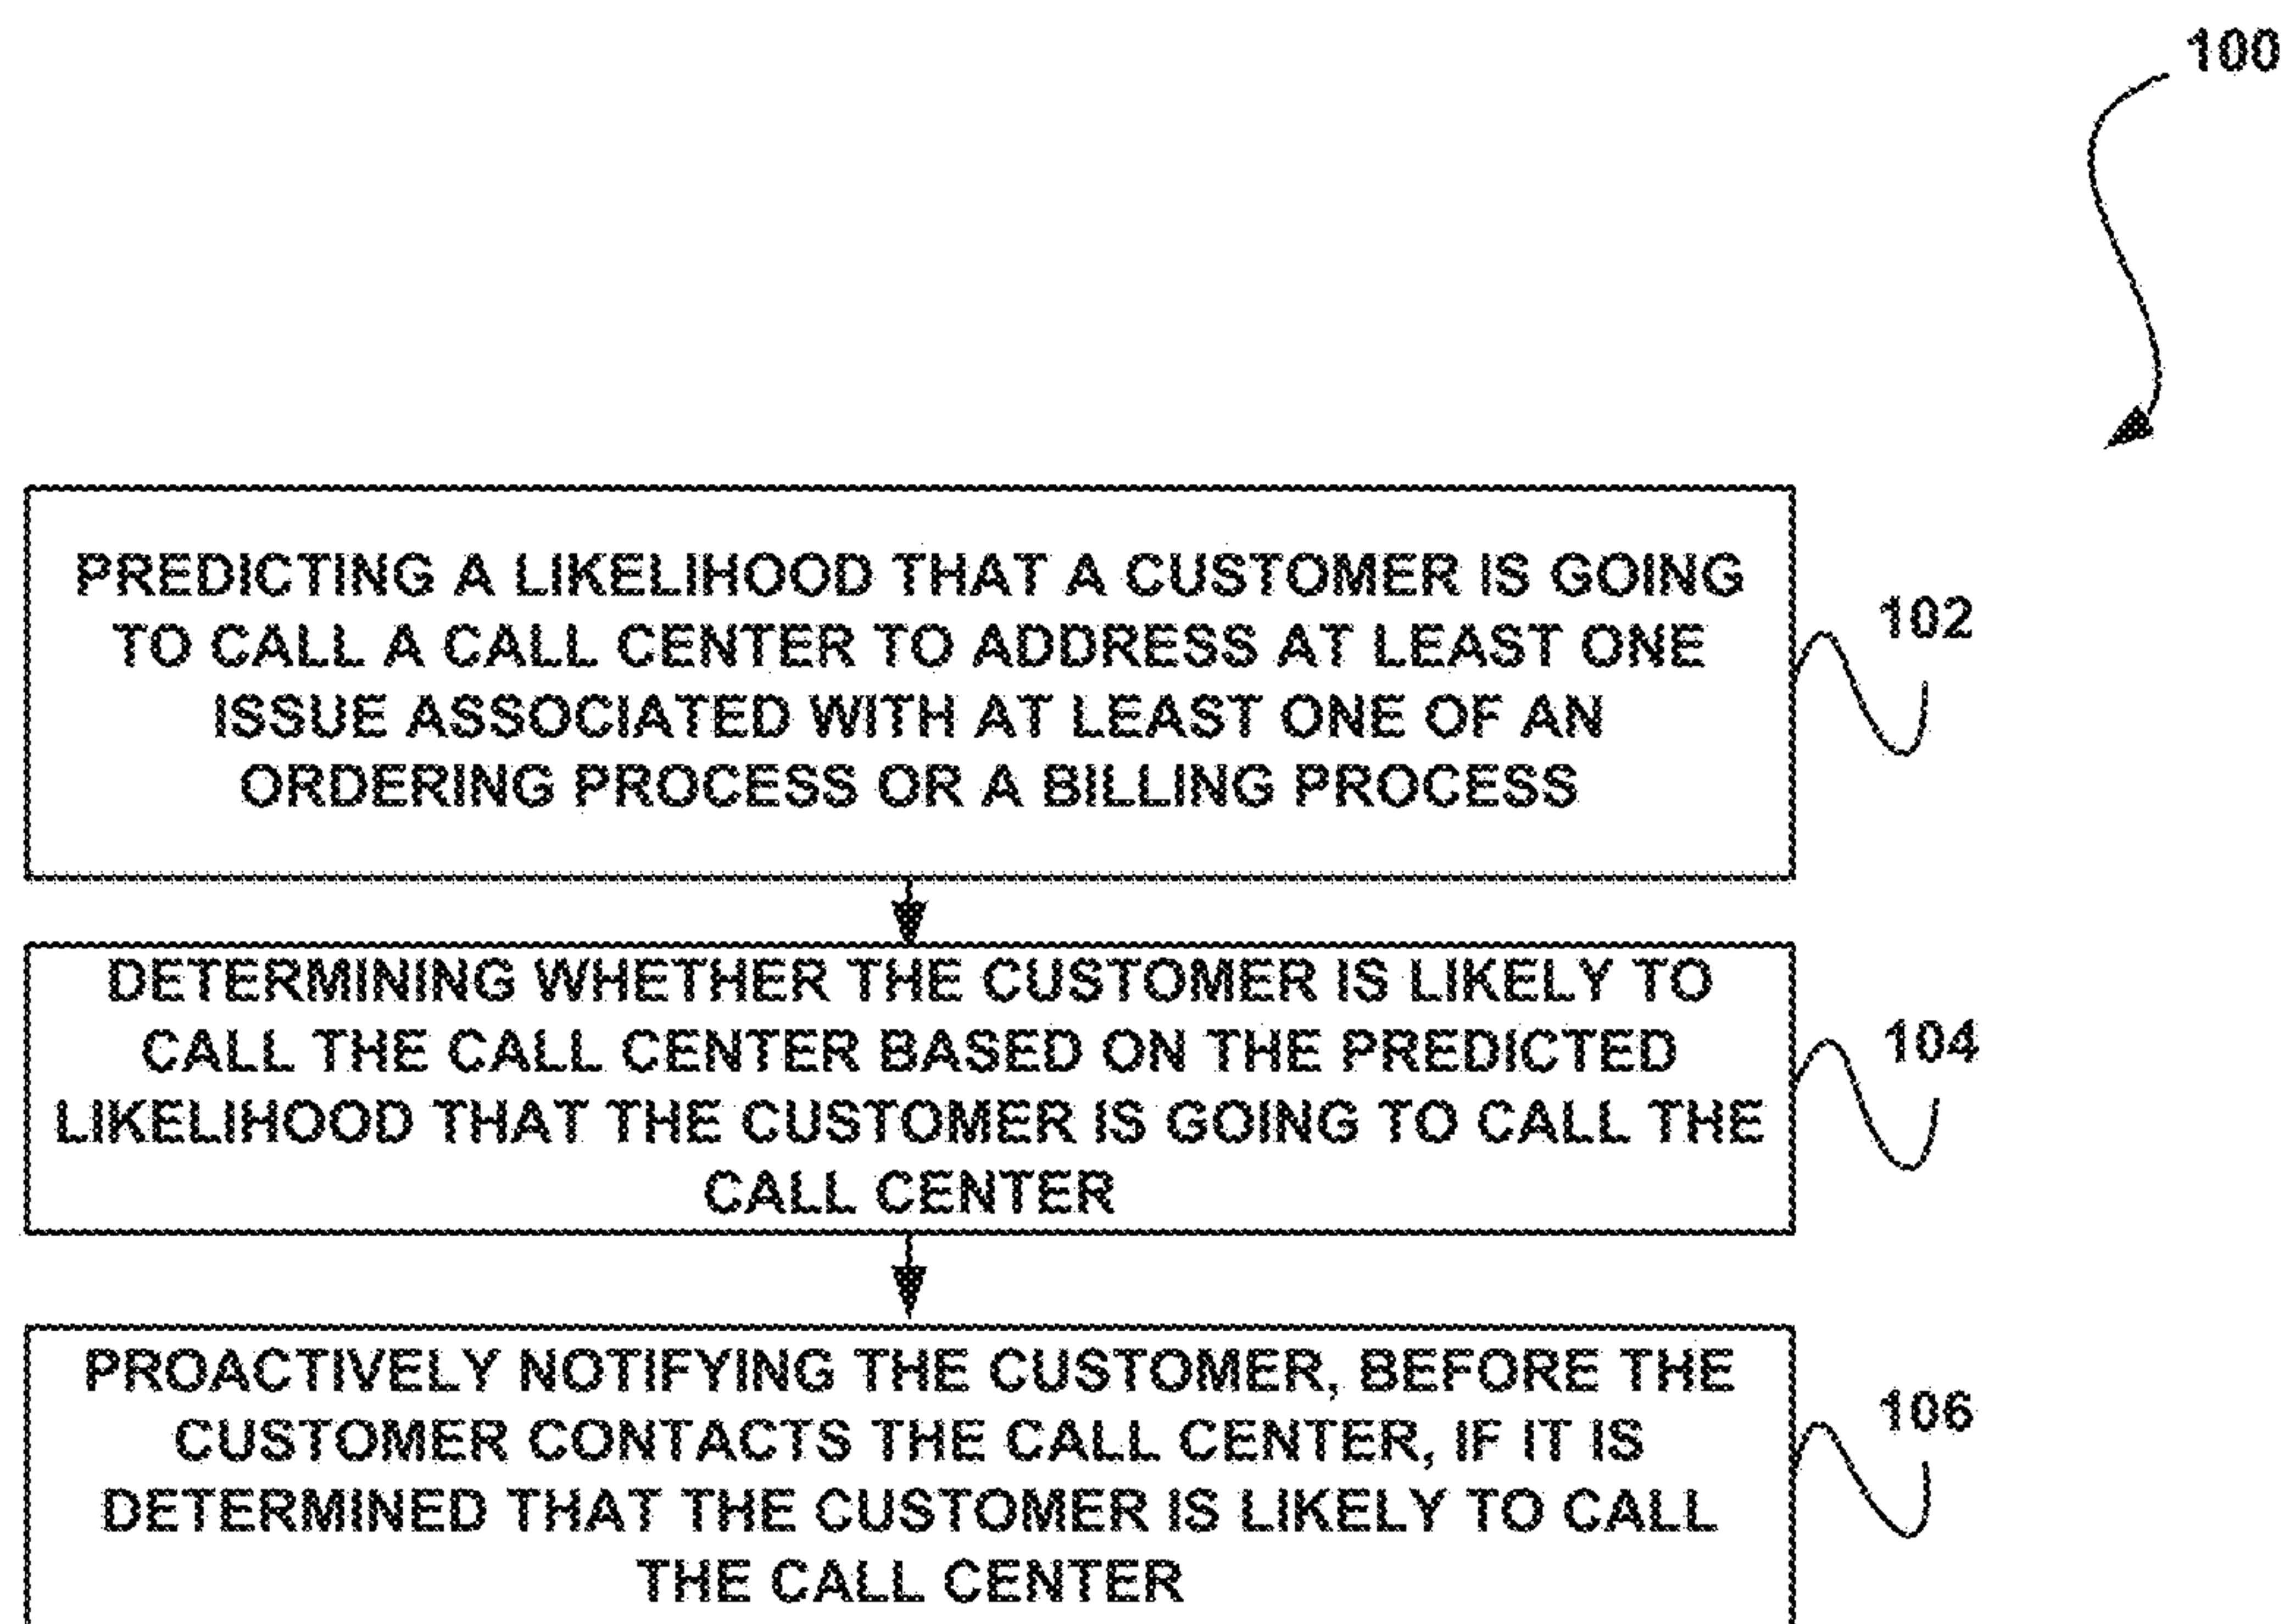 100
PREDICTING A LIKELIHOOD THAT A CUSTOMER IS GOING
TO CALL A CALL CENTER TO ADDRESS AT LEAST ONE
ISSUE ASSOCIATED WITH AT LEAST ONE OF AN
ORDERING PROCESS OR A BILLING PROCESS
102
DETERMINING WHETHER THE CUSTOMER IS LIKELY TO
CALL THE CALL CENTER BASED ON THE PREDICTED
LIKELIHOOD THAT THE CUSTOMER IS GOING TO CALL THE
CALL CENTER
104
PROACTIVELY NOTIFYING THE CUSTOMER, BEFORE THE
CUSTOMER CONTACTS THE CALL CENTER, IF IT IS
DETERMINED THAT THE CUSTOMER IS LIKELY TO CALL
THE CALL CENTER
106